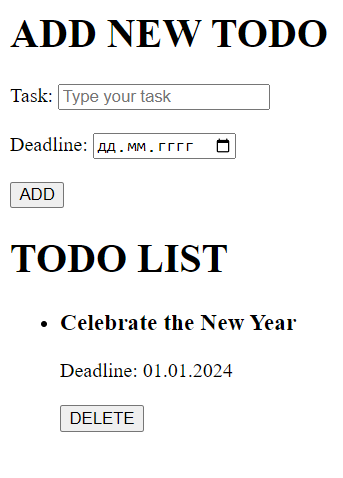 ADD NEW TODO
Task: Type your task
Deadline: дд.мм.гггг
ADD
TODO LIST
Celebrate the New Year
Deadline: 01.01.2024
DELETE